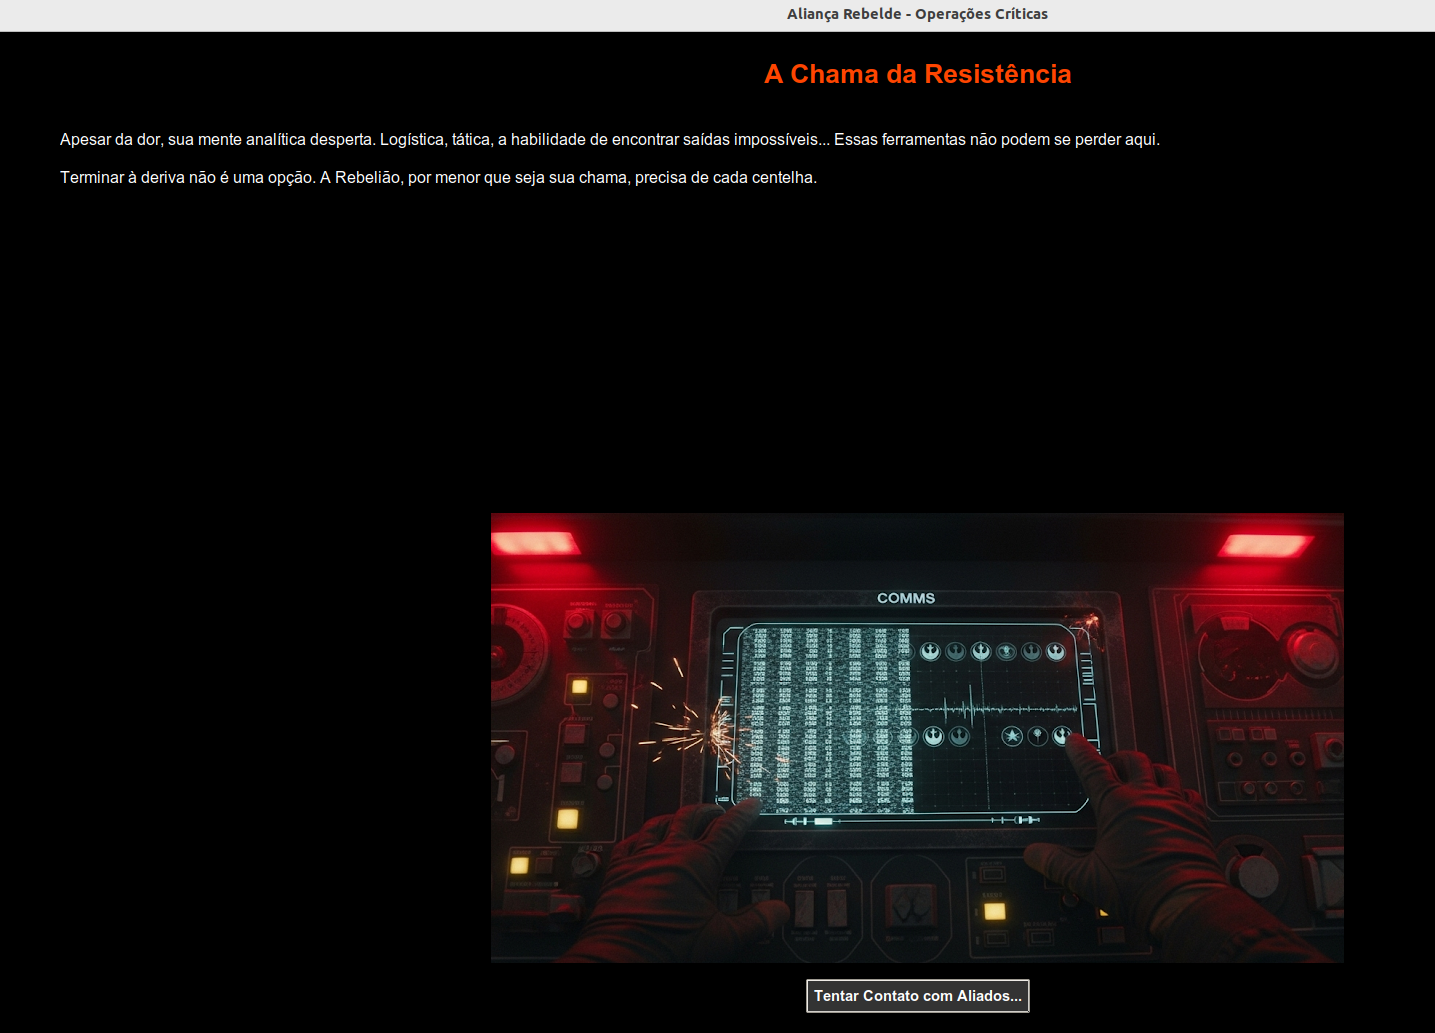 Aliança Rebelde - Operações Críticas
A Chama da Resistência
Apesar da dor, sua mente analítica desperta. Logística, tática, a habilidade de encontrar saídas impossíveis... Essas ferramentas não podem se perder aqui.
Terminar à deriva não é uma opção. A Rebelião, por menor que seja sua chama, precisa de cada centelha.
COMMS
Tentar Contato com Aliados...